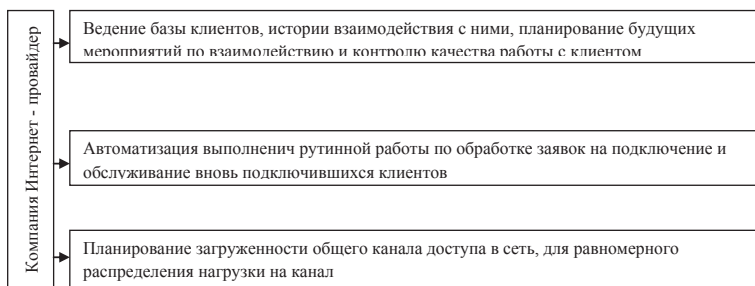 Компания Интернет - провайдер
Ведение базы клиентов, истории взаимодействия с ними, планирование будущих
мероприятий по взаимодействию и контролю качества работы с клиентом
Автоматизация выполненич рутинной работы по обработке заявок на подключение и
обслуживание вновь подключившихся клиентов
Планирование загруженности общего канала доступа в сеть, для равномерного
распределения нагрузки на канал